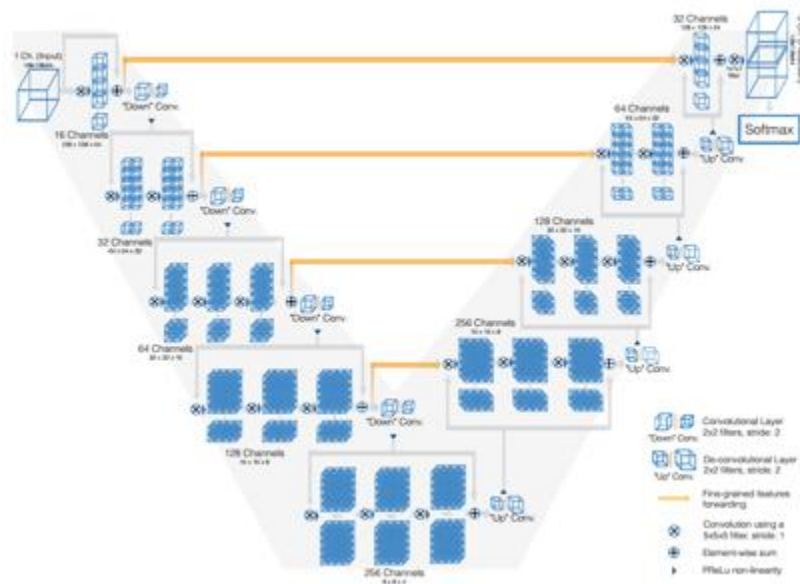 1 Ch. (Input)
"Down" Conv.
16 Channels
"Down" Conv.
32 Channels
"Down" Conv.
64 Channels
"Down" Conv.
128 Channels
256 Channels
32 Channels
Softmax
64 Channels
"Up" Conv.
128 Channels
"Up" Conv.
256 Channels
"Up" Conv.
"Up" Conv.
Convolutional Layer
2x2 filters, stride: 2
"Down" Conv.
De-convolutional Layer
2x2 filters, stride: 2
"Up" Conv.
Fine-grained features
forwarding
Convolution using a
5x5x5 filter, stride: 1
Element-wise sum
PReLu non-linearity